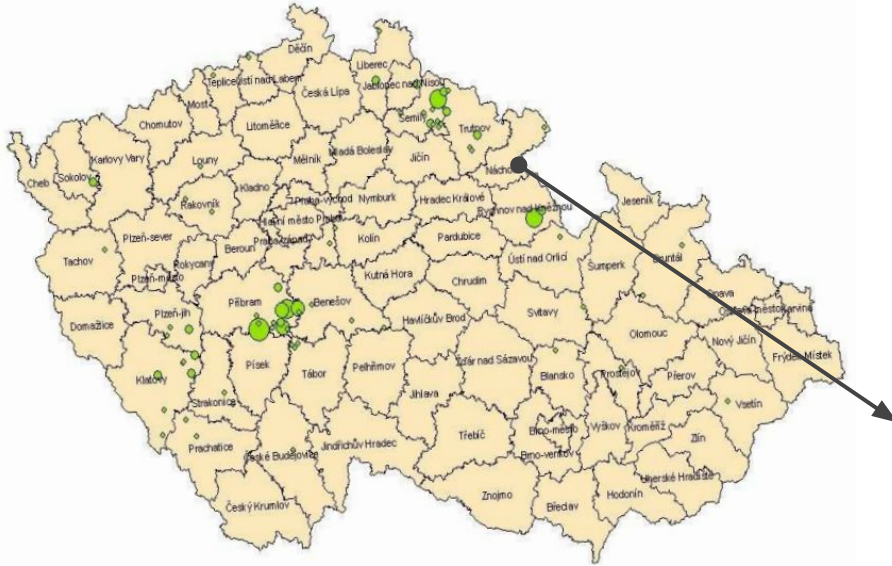 Děčín
Liberec
Teplice
Ústí nad Labem
Jablonec nad Nisou
Česká Lípa
Most
Semily
Trutnov
Chomutov
Litoměřice
Karlovy Vary
Sokolov
Cheb
Louny
Mělník
Mladá Boleslav
Jičín
Náchod
Kladno
Rakovník
Praha-východ
Nymburk
Hradec Králové
Rychnov nad Kněžnou
Jeseník
Hlavní město Praha
Plzeň-sever
Beroun
Praha-západ
Kolín
Pardubice
Tachov
Rokycany
Ústí nad Orlicí
Šumperk
Bruntál
Plzeň-město
Kutná Hora
Chrudim
Opava
Příbram
Benešov
Ostrava-město
Karviná
Plzeň-jih
Havlíčkův Brod
Svitavy
Domažlice
Olomouc
Nový Jičín
Frýdek-Místek
Písek
Tábor
Pelhřimov
Žďár nad Sázavou
Klatovy
Blansko
Prostějov
Přerov
Jihlava
Strakonice
Vsetín
Třebíč
Brno-město
Vyškov
Kroměříž
Prachatice
Jindřichův Hradec
Zlín
České Budějovice
Brno-venkov
Uherské Hradiště
Český Krumlov
Znojmo
Břeclav
Hodonín